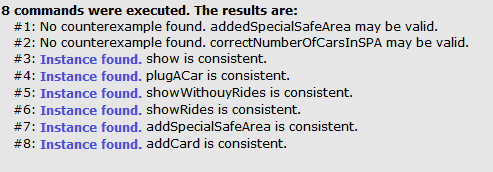 8 commands were executed. The results are:
#1: No counterexample found. addedSpecialSafeArea may be valid.
#2: No counterexample found. correctNumberOfCarsInSPA may be valid.
#3: Instance found. show is consistent.
#4: Instance found. plugACar is consistent.
#5: Instance found. showWithouyRides is consistent.
#6: Instance found. showRides is consistent.
#7: Instance found. addSpecialSafeArea is consistent.
#8: Instance found. addCard is consistent.